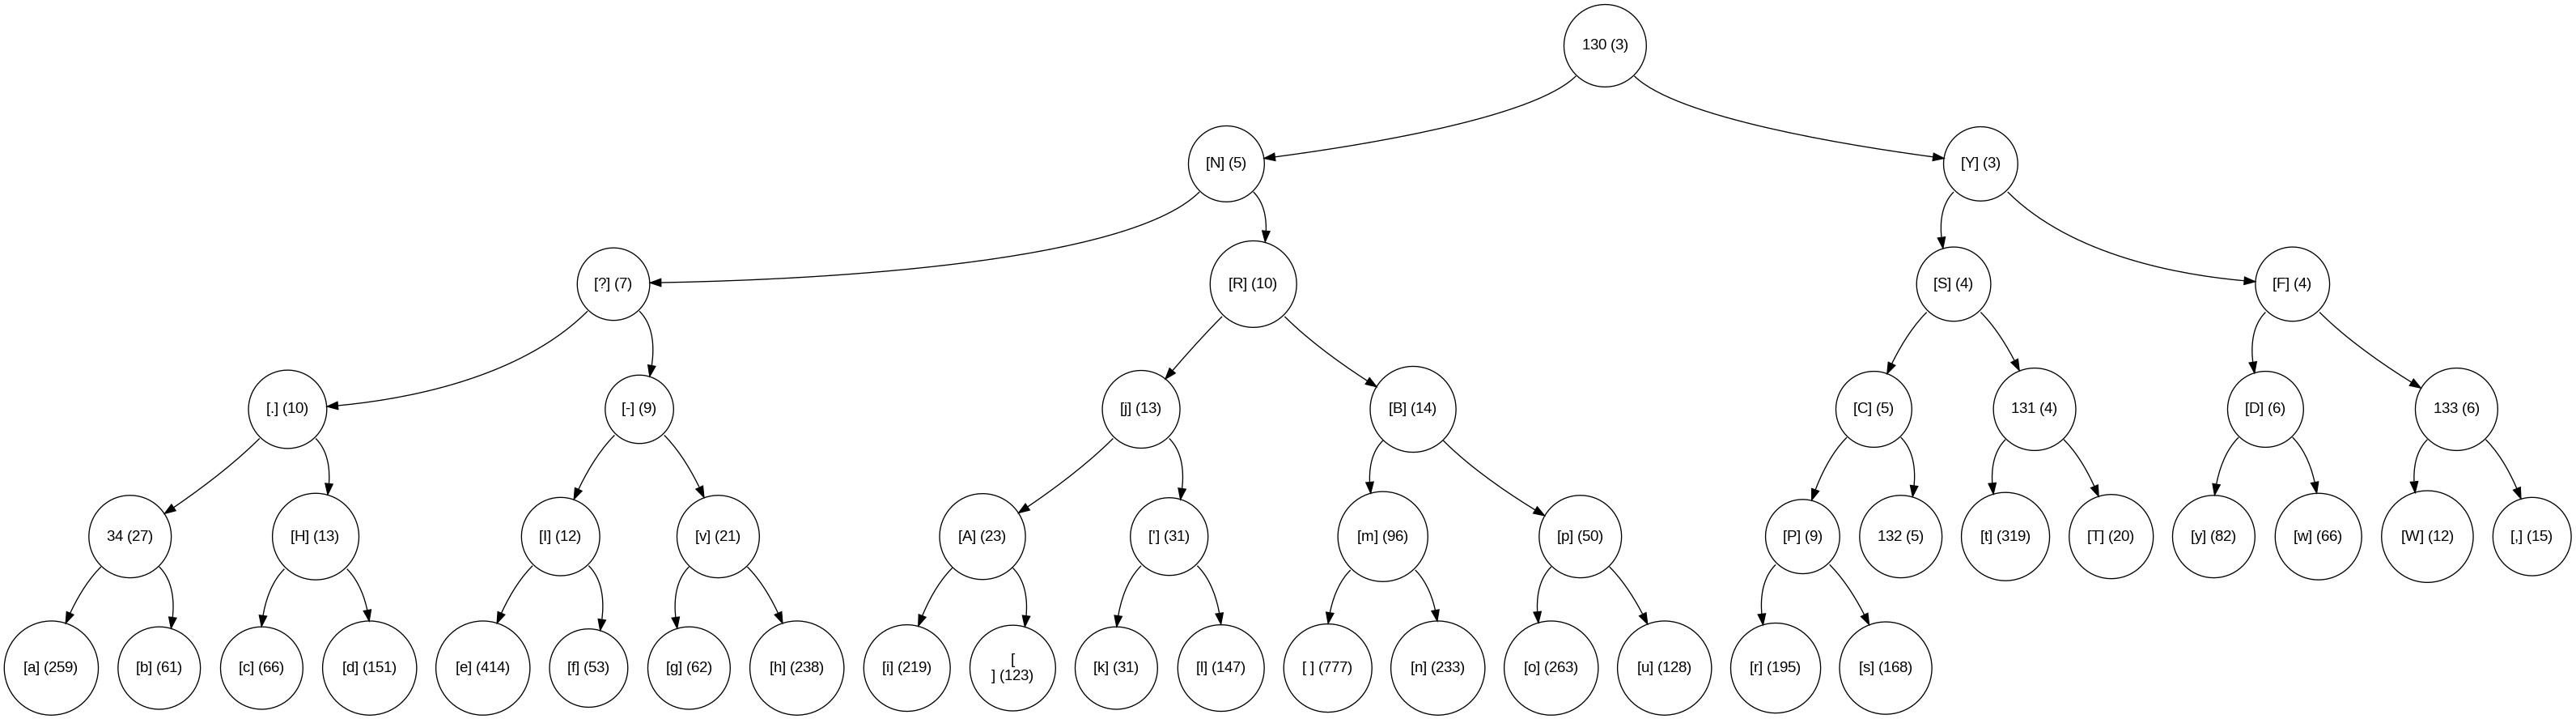 130 (3)
[N] (5)
[Y] (3)
[?] (7)
[R] (10)
[S] (4)
[F] (4)
[.] (10)
[-] (9)
[j] (13)
[B] (14)
[C] (5)
131 (4)
[D] (6)
133 (6)
34 (27)
[H] (13)
[I] (12)
[v] (21)
[A] (23)
['] (31)
[m] (96)
[p] (50)
[P] (9)
132 (5)
[t] (319)
[T] (20)
[y] (82)
[w] (66)
[W] (12)
[,] (15)
[a] (259)
[b] (61)
[c] (66)
[d] (151)
[e] (414)
[f] (53)
[g] (62)
[h] (238)
[i] (219)
[
] (123)
[k] (31)
[l] (147)
[ ] (777)
[n] (233)
[o] (263)
[u] (128)
[r] (195)
[s] (168)